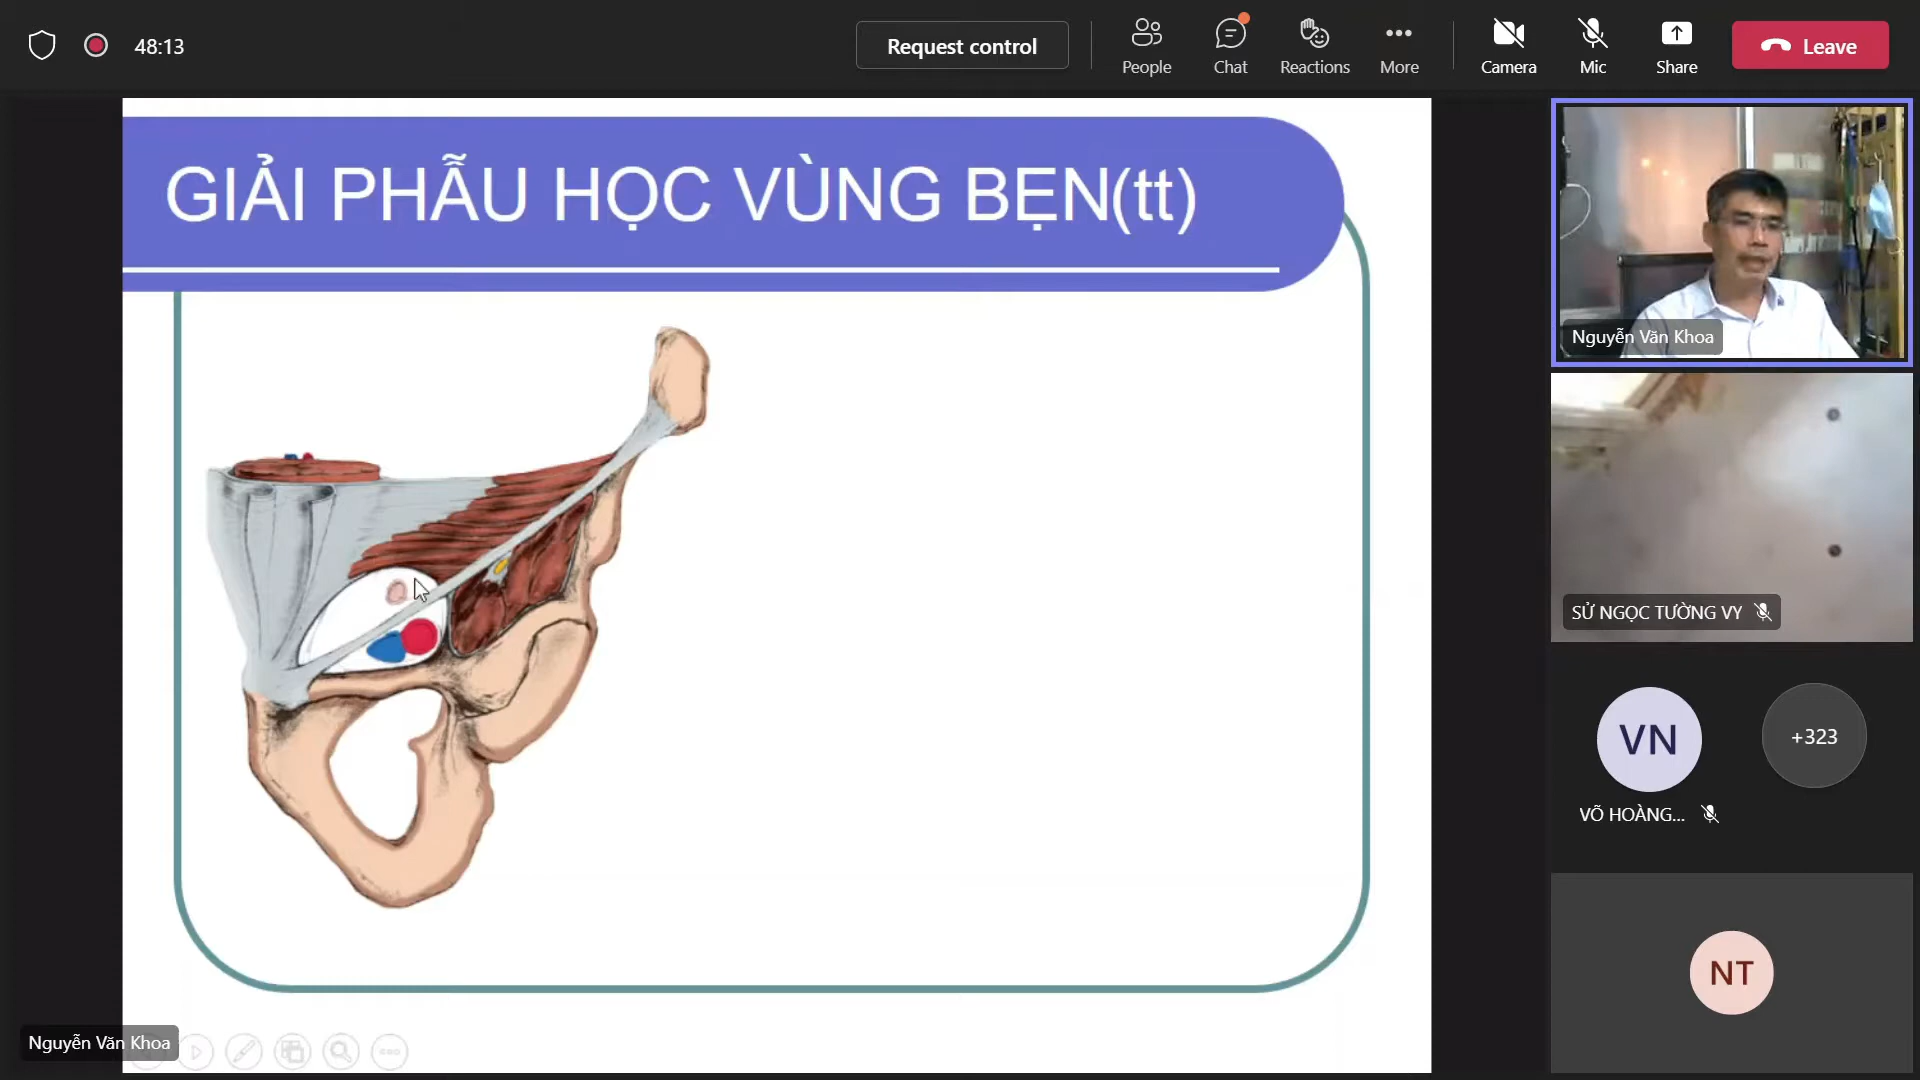 48:13
Request control
People
Chat
Reactions
More
Camera
Mic
Share
Leave
GIẢI PHẪU HỌC VÙNG BẸN(tt)
Nguyễn Văn Khoa
SỬ NGỌC TƯỜNG VY
VN
+323
VÕ HOÀNG...
NT
Nguyễn Văn Khoa